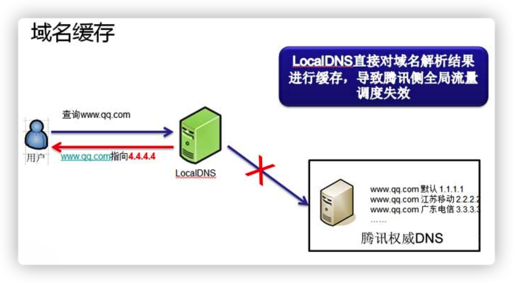 域名缓存
LocalDNS直接对域名解析结果
进行缓存，导致腾讯侧全局流量
调度失效
查询www.qq.com
用户
www.qq.com指向4.4.4.4
LocalDNS
www.qq.com 默认 1.1.1.1
www.qq.com 江苏移动 2.2.2.2
www.qq.com 广东电信 3.3.3.3
……
腾讯权威DNS